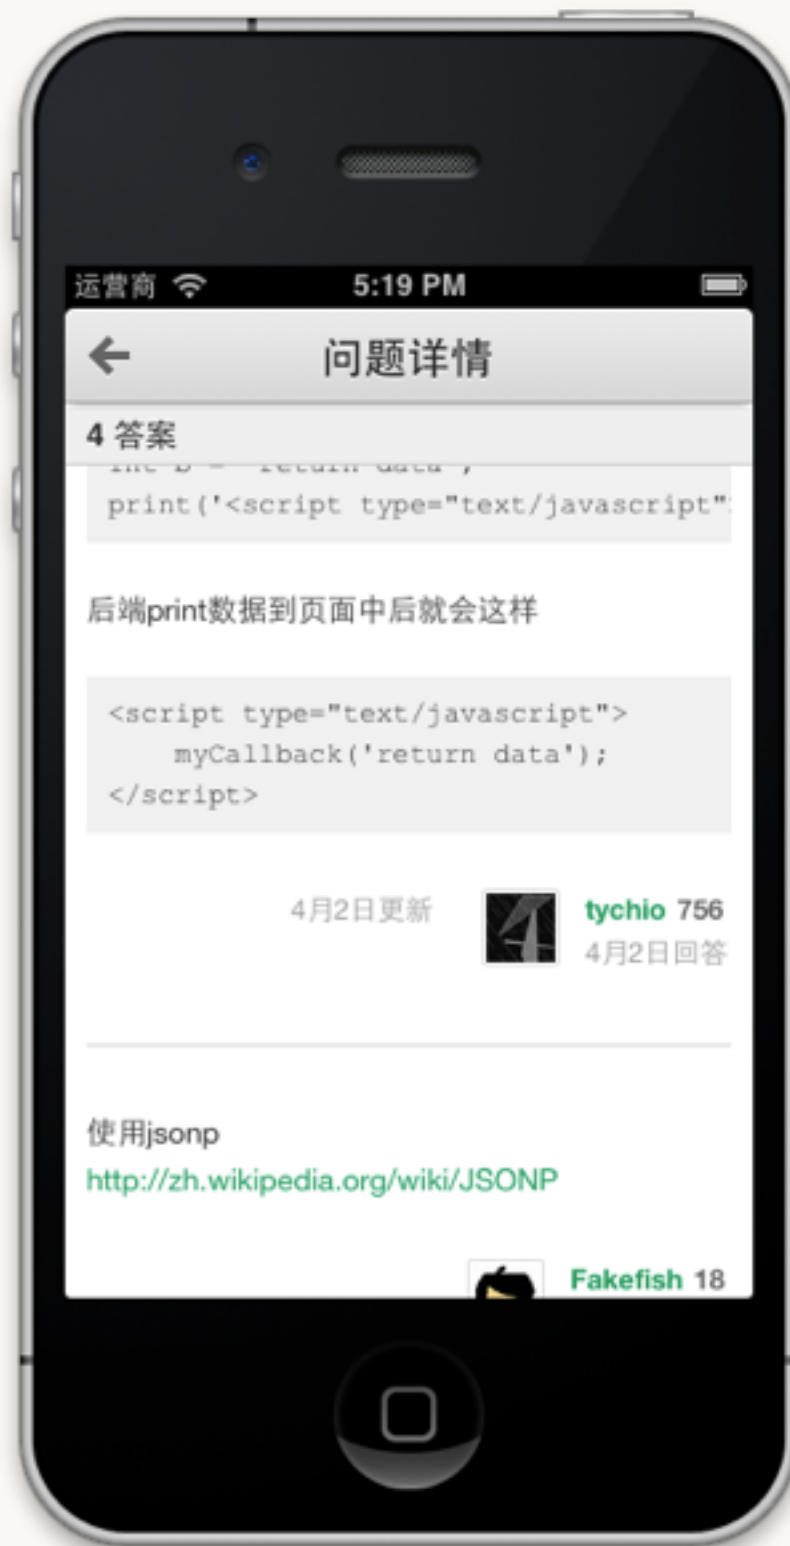 运营商 5:19 PM
问题详情
4 答案
int b = 'return data';
print('<script type="text/javascript"
后端print数据到页面中后就会这样
<script type="text/javascript">
    myCallback('return data');
</script>
4月2日更新 tychio 756
4月2日回答
使用jsonp
http://zh.wikipedia.org/wiki/JSONP
Fakefish 18